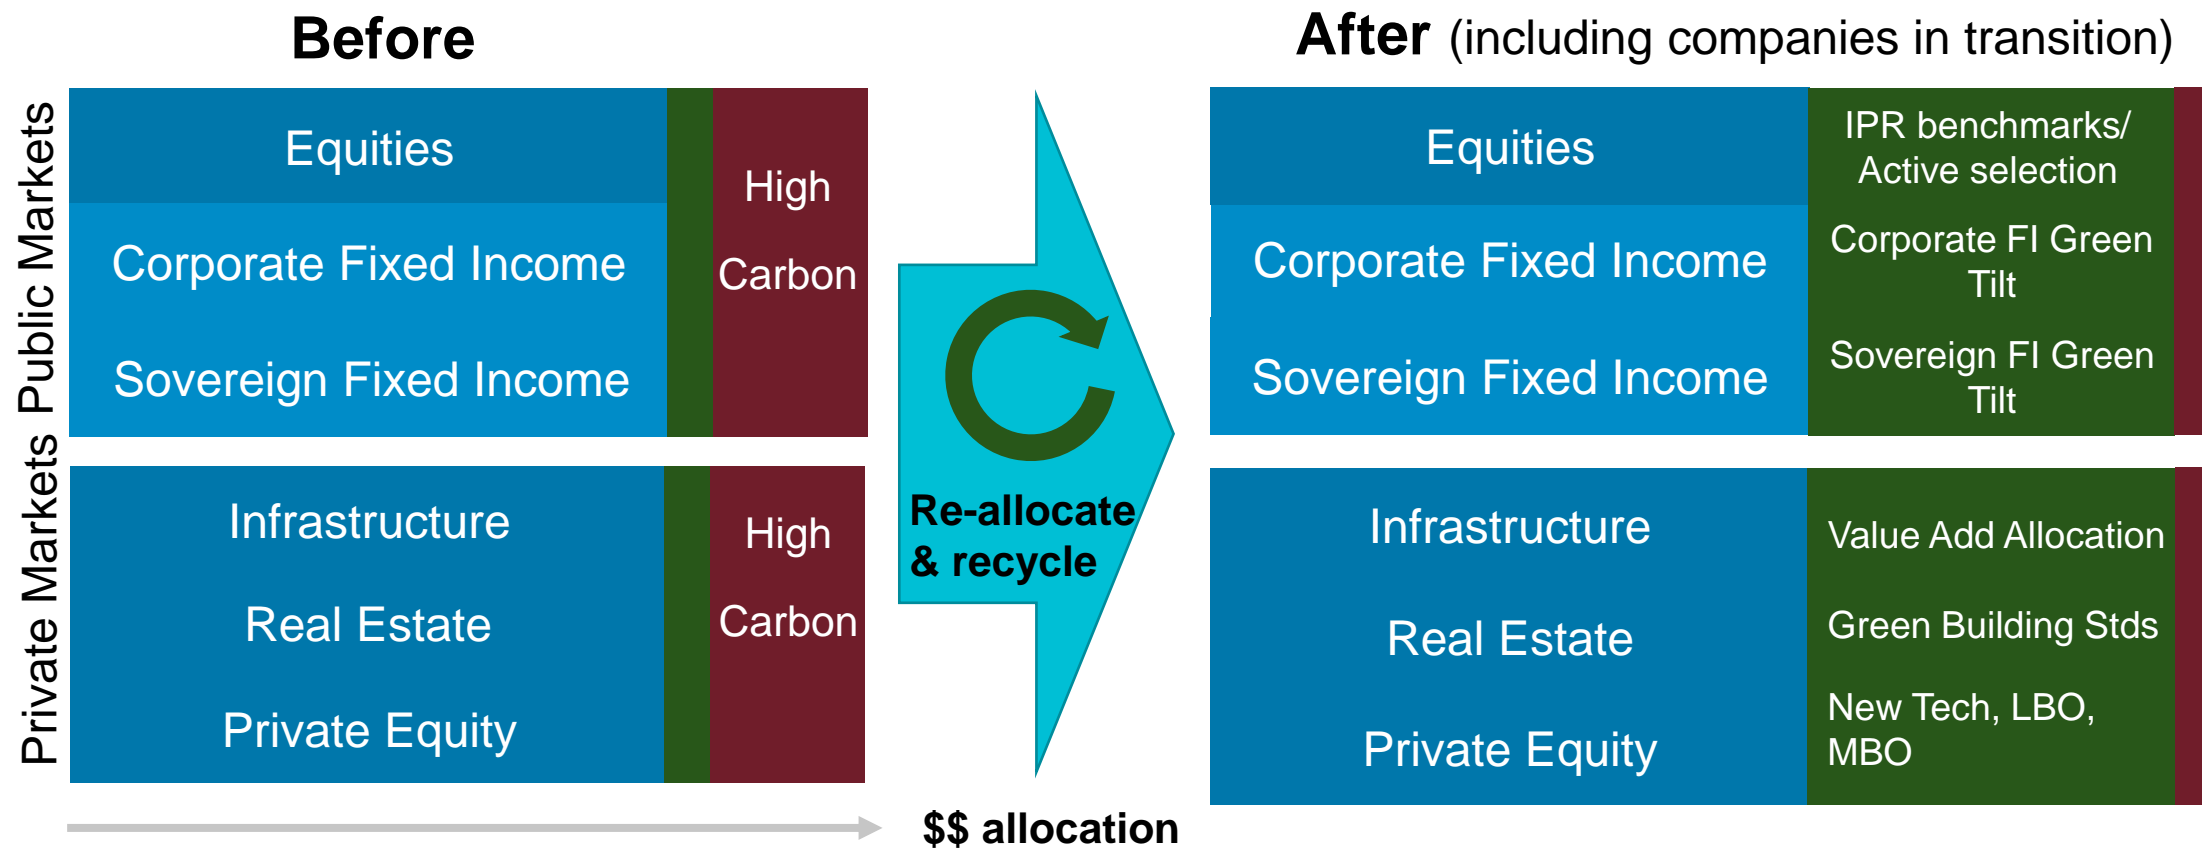 Before
After (including companies in transition)
Public Markets
Equities
Corporate Fixed Income
Sovereign Fixed Income
High
Carbon
Private Markets
Infrastructure
Real Estate
Private Equity
High
Carbon
Re-allocate
& recycle
Equities
Corporate Fixed Income
Sovereign Fixed Income
IPR benchmarks/
Active selection
Corporate FI Green
Tilt
Sovereign FI Green
Tilt
Infrastructure
Real Estate
Private Equity
Value Add Allocation
Green Building Stds
New Tech, LBO,
MBO
$$ allocation